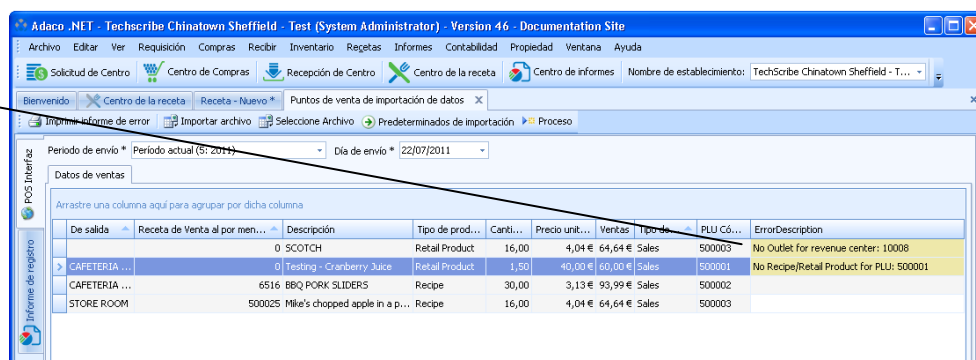 Adaco .NET - Techscribe Chinatown Sheffield - Test (System Administrator) - Version 46 - Documentation Site
Archivo Editar Ver Requisición Compras Recibir Inventario Regetas Informes Contabilidad Propiedad Ventana Ayuda
Solicitud de Centro Centro de Compras Recepción de Centro Centro de la receta Centro de informes Nombre de establecimiento: TechScribe Chinatown Sheffield - T...
Bienvenido Centro de la receta Receta - Nuevo * Puntos de venta de importación de datos X
Imprimir informe de error Importar archivo Seleccione Archivo Predeterminados de importación Proceso
Periodo de envío * Período actual (5: 2011) Día de envío * 22/07/2011
POS Interfaz
Datos de ventas
Arrastre una columna aquí para agrupar por dicha columna
De salida Receta de Venta al por men... Descripción Tipo de prod... Canti... Precio unit... Ventas Tipo de... PLU Có... ErrorDescription
0 SCOTCH Retail Product 16,00 4,04 € 64,64 € Sales 500003 No Outlet for revenue center: 10008
CAFETERIA ... 0 Testing - Cranberry Juice Retail Product 1,50 40,00 € 60,00 € Sales 500001 No Recipe/Retail Product for PLU: 500001
CAFETERIA ... 6516 BBQ PORK SLIDERS Recipe 30,00 3,13 € 93,99 € Sales 500002
STORE ROOM 500025 Mike's chopped apple in a p... Recipe 16,00 4,04 € 64,64 € Sales 500003
Informe de registro